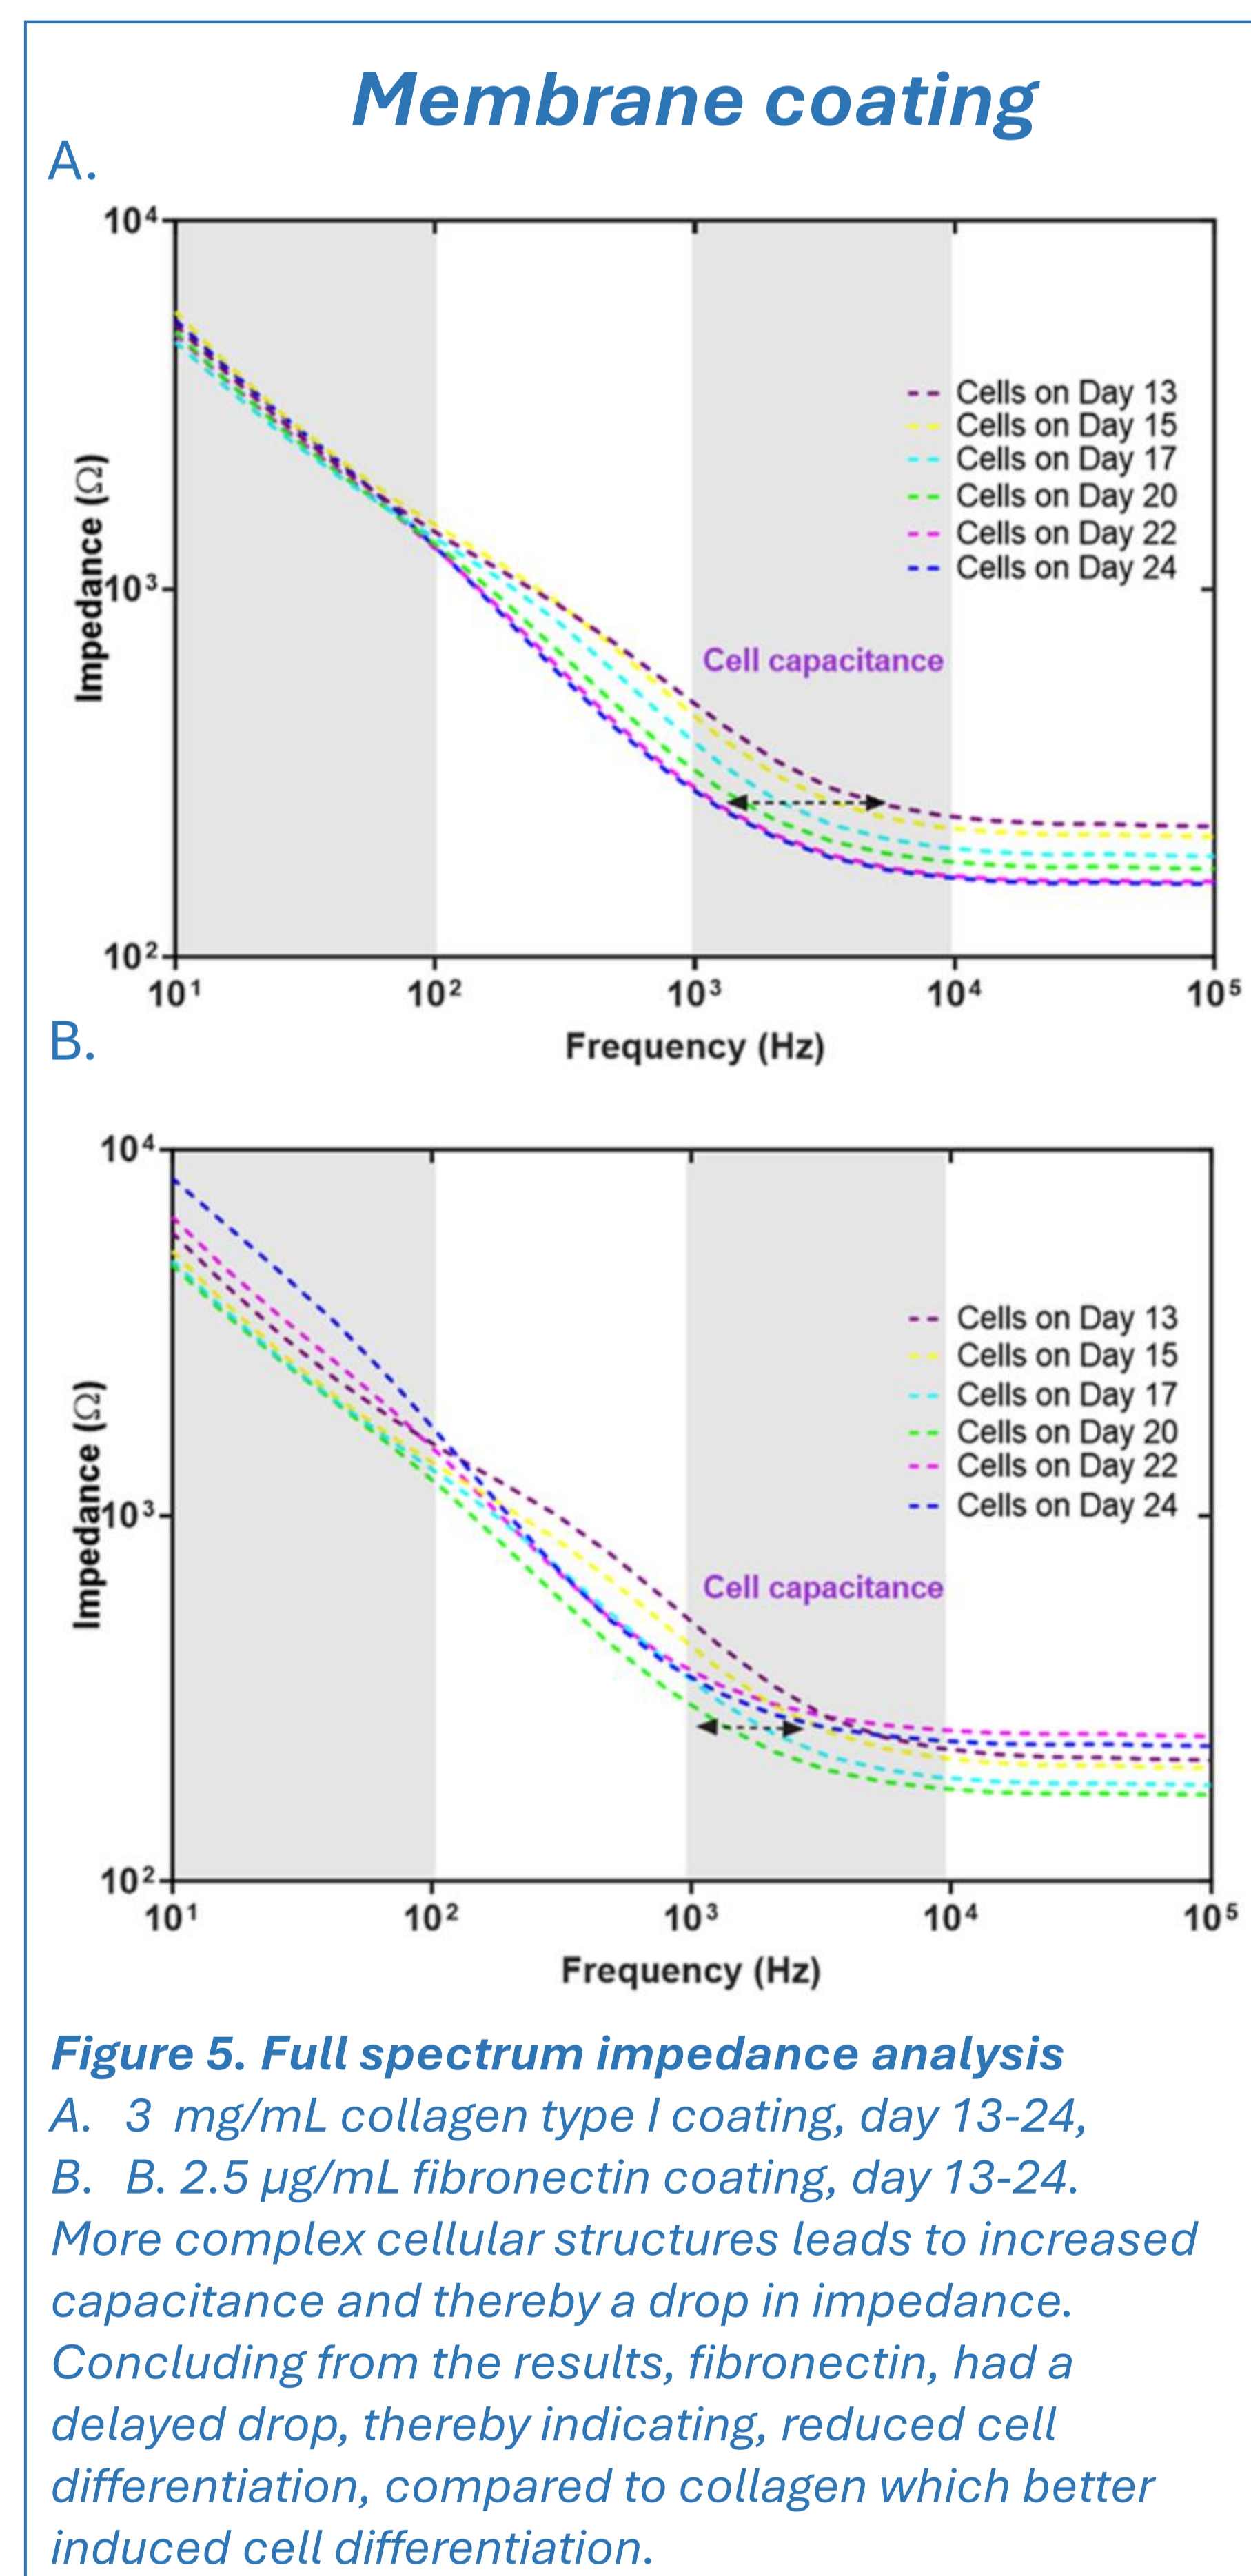 Membrane coating
A.
10⁴
10³
10²
Impedance (Ω)
Cells on Day 13
Cells on Day 15
Cells on Day 17
Cells on Day 20
Cells on Day 22
Cells on Day 24
Cell capacitance
10¹ 10² 10³ 10⁴ 10⁵
Frequency (Hz)
B.
10⁴
10³
10²
Impedance (Ω)
Cells on Day 13
Cells on Day 15
Cells on Day 17
Cells on Day 20
Cells on Day 22
Cells on Day 24
Cell capacitance
10¹ 10² 10³ 10⁴ 10⁵
Frequency (Hz)
Figure 5. Full spectrum impedance analysis
A. 3 mg/mL collagen type I coating, day 13-24,
B. B. 2.5 µg/mL fibronectin coating, day 13-24.
More complex cellular structures leads to increased
capacitance and thereby a drop in impedance.
Concluding from the results, fibronectin, had a
delayed drop, thereby indicating, reduced cell
differentiation, compared to collagen which better
induced cell differentiation.